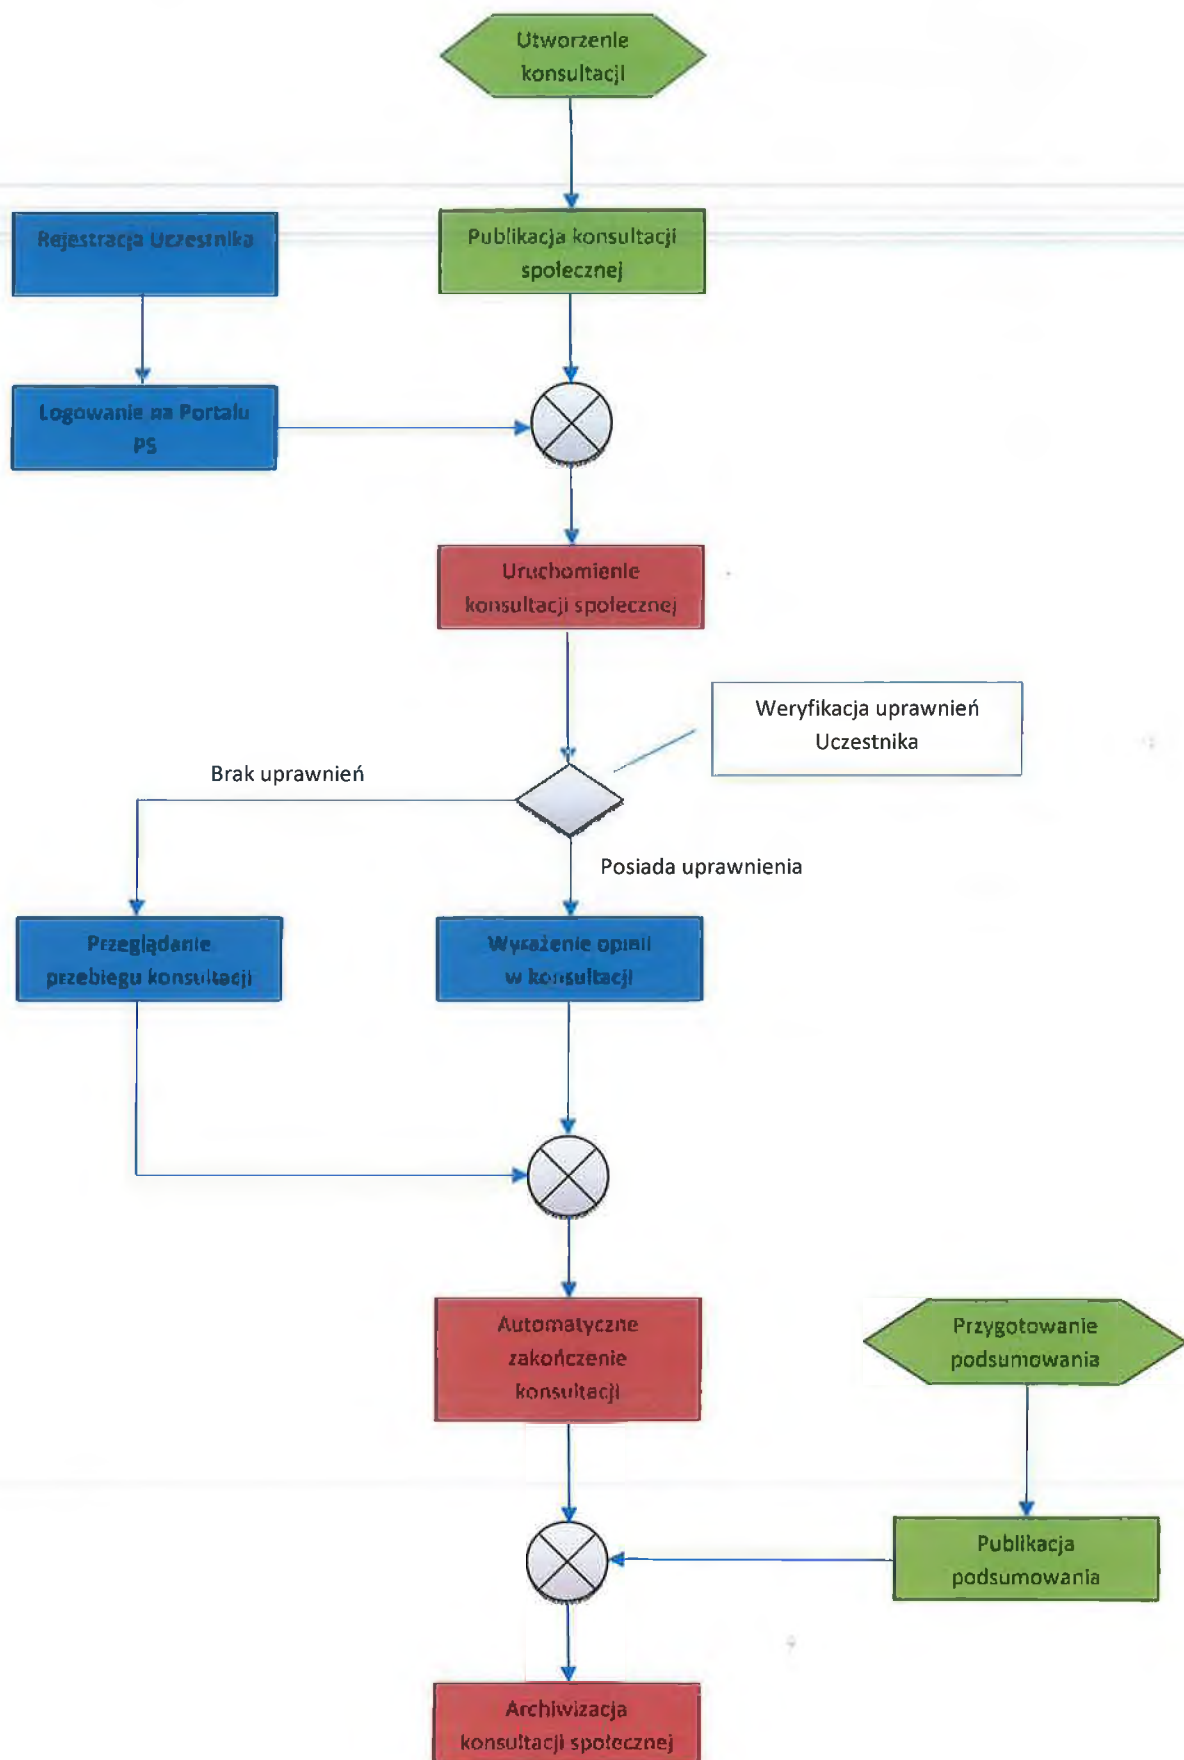 Utworzenie
konsultacji
Rejestracja Uczestnika
Publikacja konsultacji
społecznej
Logowanie na Portalu
PS
Uruchomienie
konsultacji społecznej
Weryfikacja uprawnień
Uczestnika
Brak uprawnień
Posiada uprawnienia
Przeglądanie
przebiegu konsultacji
Wyrażenie opinii
w konsultacji
Automatyczne
zakończenie
konsultacji
Przygotowanie
podsumowania
Publikacja
podsumowania
Archiwizacja
konsultacji społecznej